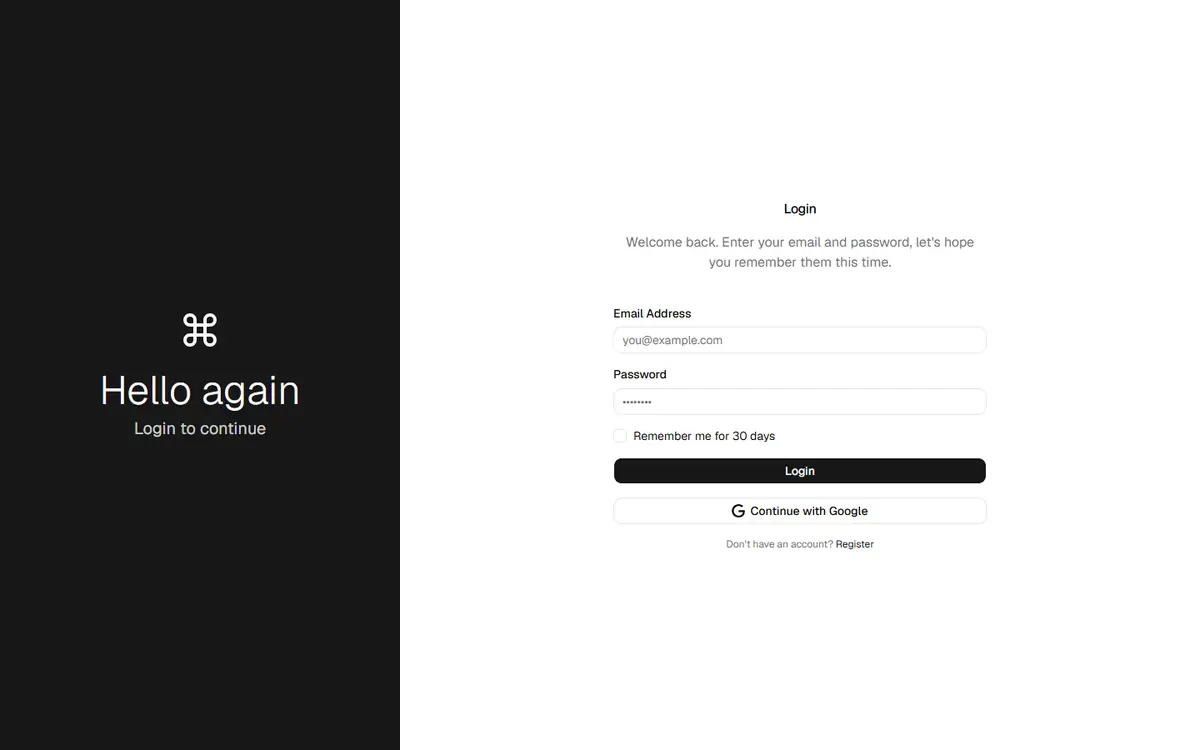 ⌘
Hello again
Login to continue
Login
Welcome back. Enter your email and password, let's hope
you remember them this time.
Email Address
you@example.com
Password
••••••••
Remember me for 30 days
Login
Continue with Google
Don't have an account? Register